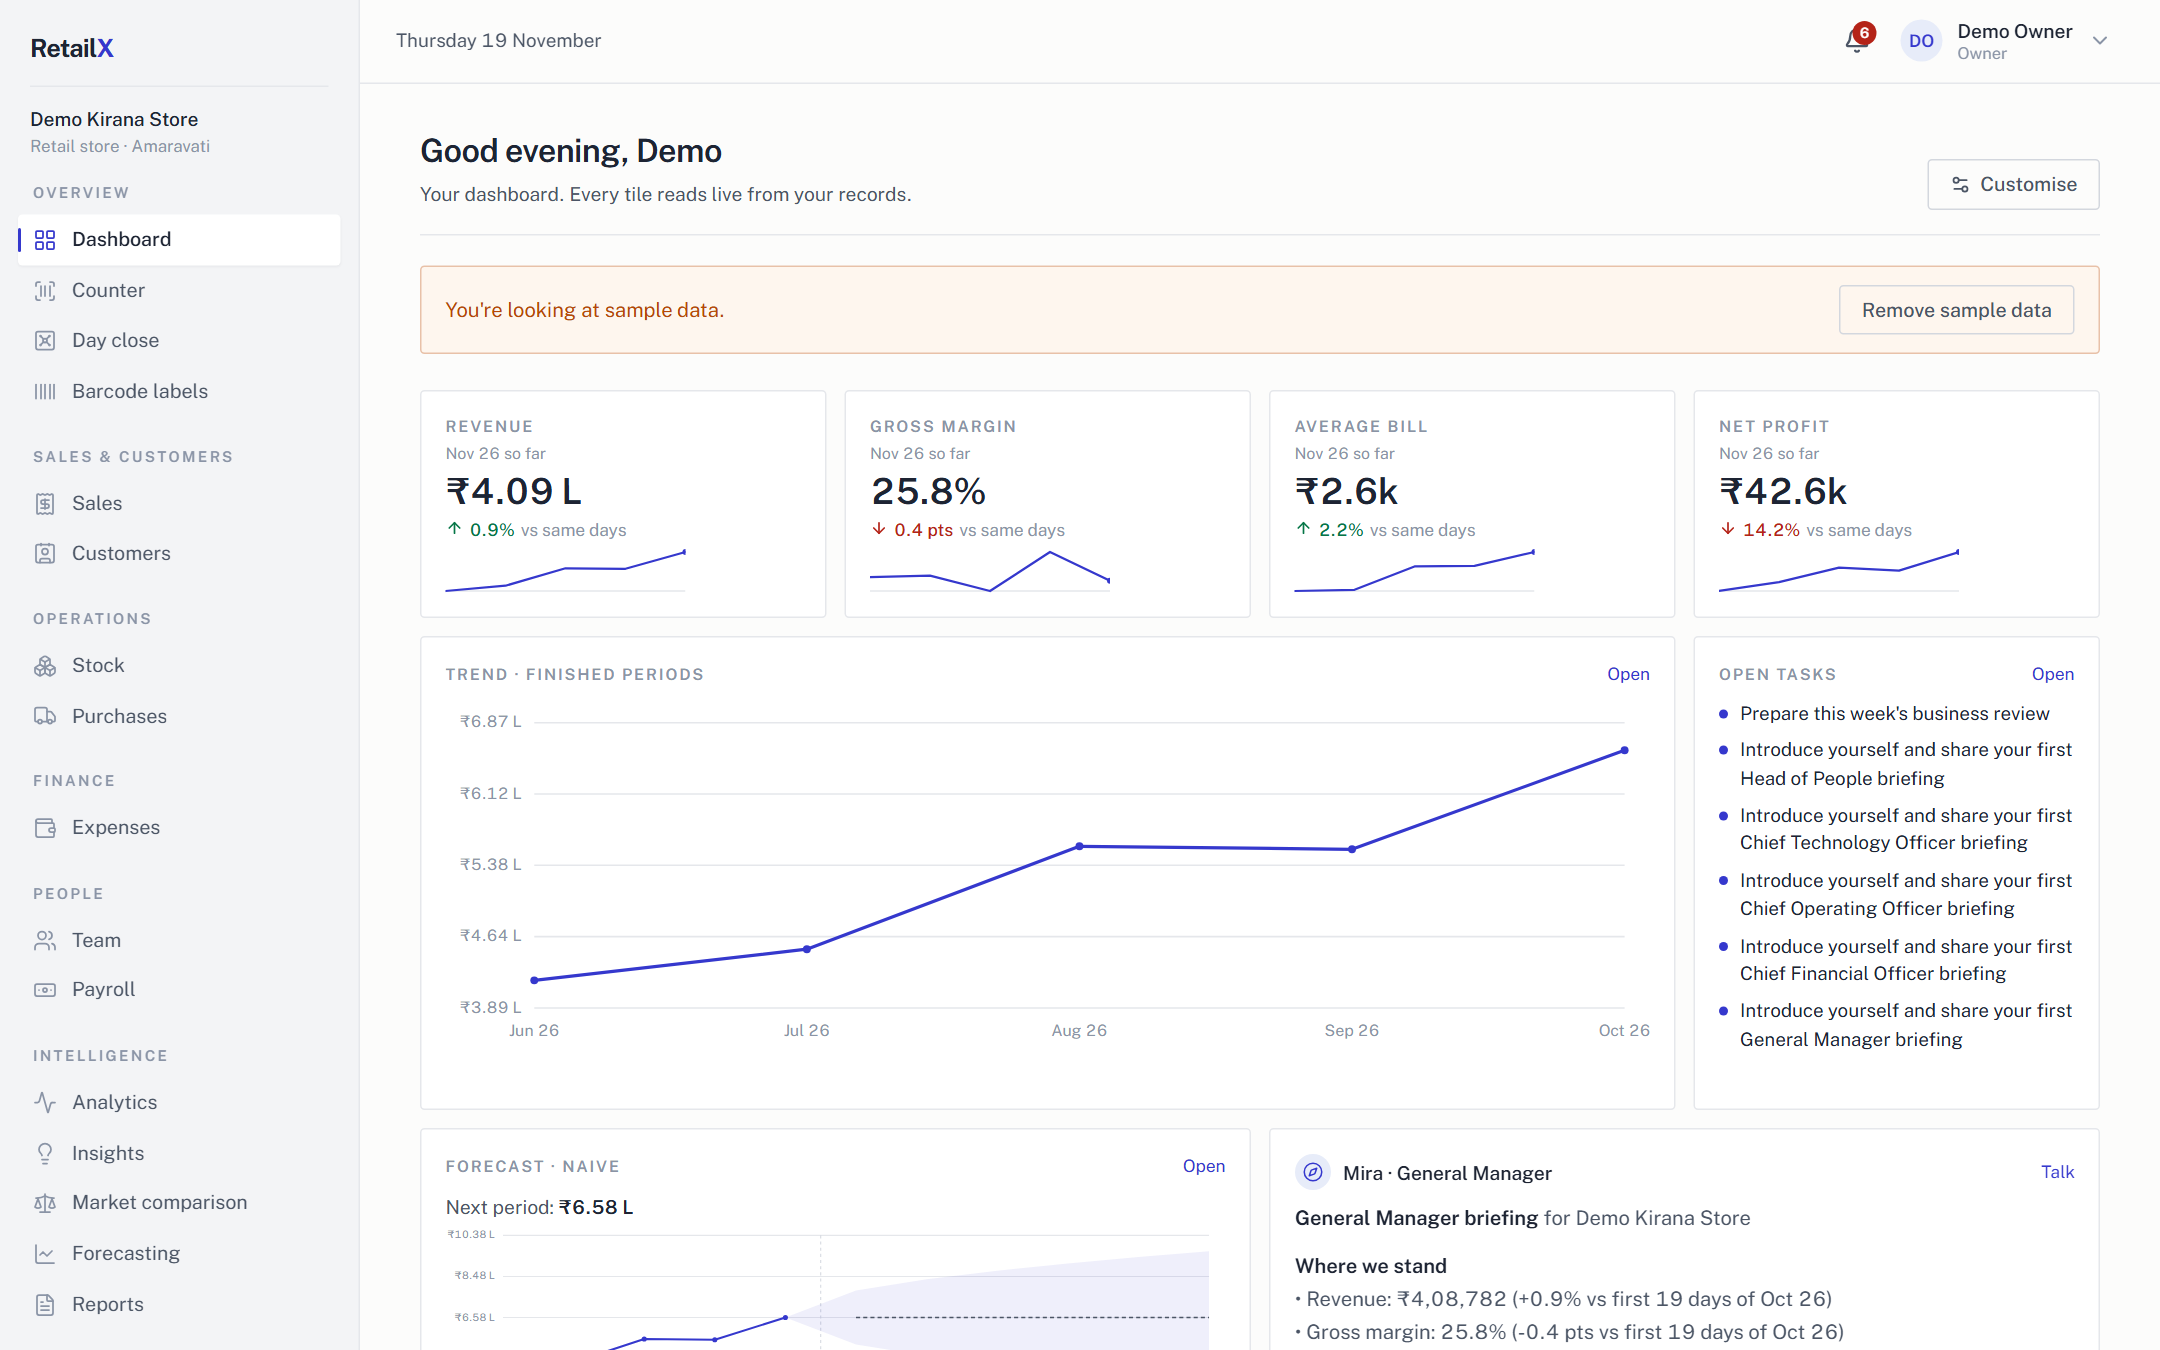 RetailX
Demo Kirana Store
Retail store · Amaravati
OVERVIEW
Dashboard
Counter
Day close
Barcode labels
SALES & CUSTOMERS
Sales
Customers
OPERATIONS
Stock
Purchases
FINANCE
Expenses
PEOPLE
Team
Payroll
INTELLIGENCE
Analytics
Insights
Market comparison
Forecasting
Reports
Thursday 19 November
6
DO
Demo Owner
Owner
Good evening, Demo
Your dashboard. Every tile reads live from your records.
Customise
You're looking at sample data.
Remove sample data
REVENUE
Nov 26 so far
₹4.09 L
↑ 0.9% vs same days
GROSS MARGIN
Nov 26 so far
25.8%
↓ 0.4 pts vs same days
AVERAGE BILL
Nov 26 so far
₹2.6k
↑ 2.2% vs same days
NET PROFIT
Nov 26 so far
₹42.6k
↓ 14.2% vs same days
TREND · FINISHED PERIODS
Open
₹6.87 L
₹6.12 L
₹5.38 L
₹4.64 L
₹3.89 L
Jun 26
Jul 26
Aug 26
Sep 26
Oct 26
OPEN TASKS
Open
Prepare this week's business review
Introduce yourself and share your first
Head of People briefing
Introduce yourself and share your first
Chief Technology Officer briefing
Introduce yourself and share your first
Chief Operating Officer briefing
Introduce yourself and share your first
Chief Financial Officer briefing
Introduce yourself and share your first
General Manager briefing
FORECAST · NAIVE
Open
Next period: ₹6.58 L
₹10.38 L
₹8.48 L
₹6.58 L
Mira · General Manager
Talk
General Manager briefing for Demo Kirana Store
Where we stand
• Revenue: ₹4,08,782 (+0.9% vs first 19 days of Oct 26)
• Gross margin: 25.8% (-0.4 pts vs first 19 days of Oct 26)